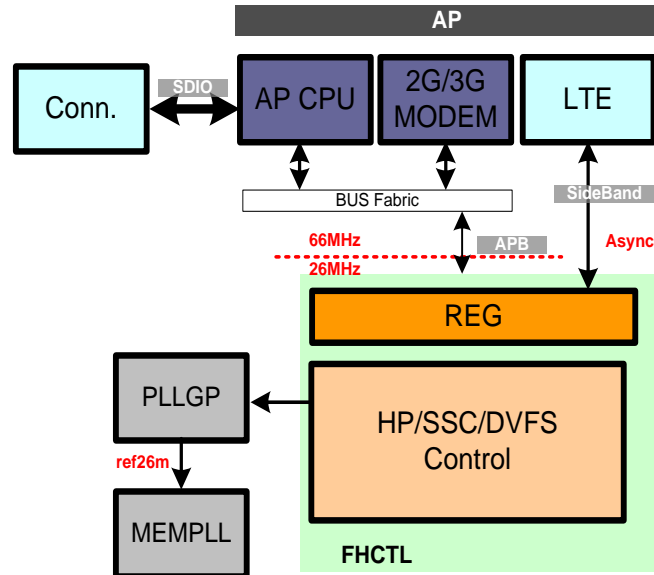 AP
Conn.
SDIO
AP CPU
2G/3G
MODEM
LTE
BUS Fabric
SideBand
66MHz
APB
Async
26MHz
REG
PLLGP
HP/SSC/DVFS
Control
ref26m
MEMPLL
FHCTL